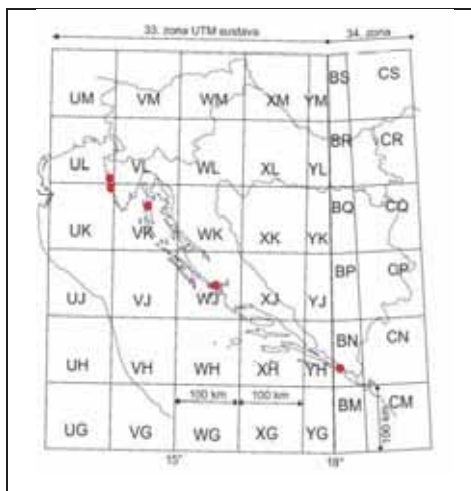 33. zona UTM sustava 34. zona
UM VM WM XM YM BS CS
UL VL WL XL YL BR CR
UK VK WK XK YK BQ CQ
UJ VJ WJ XJ YJ BP CP
UH VH WH XH YH BN CN
100 km 100 km
UG VG WG XG YG BM CM
100 km
15° 18°